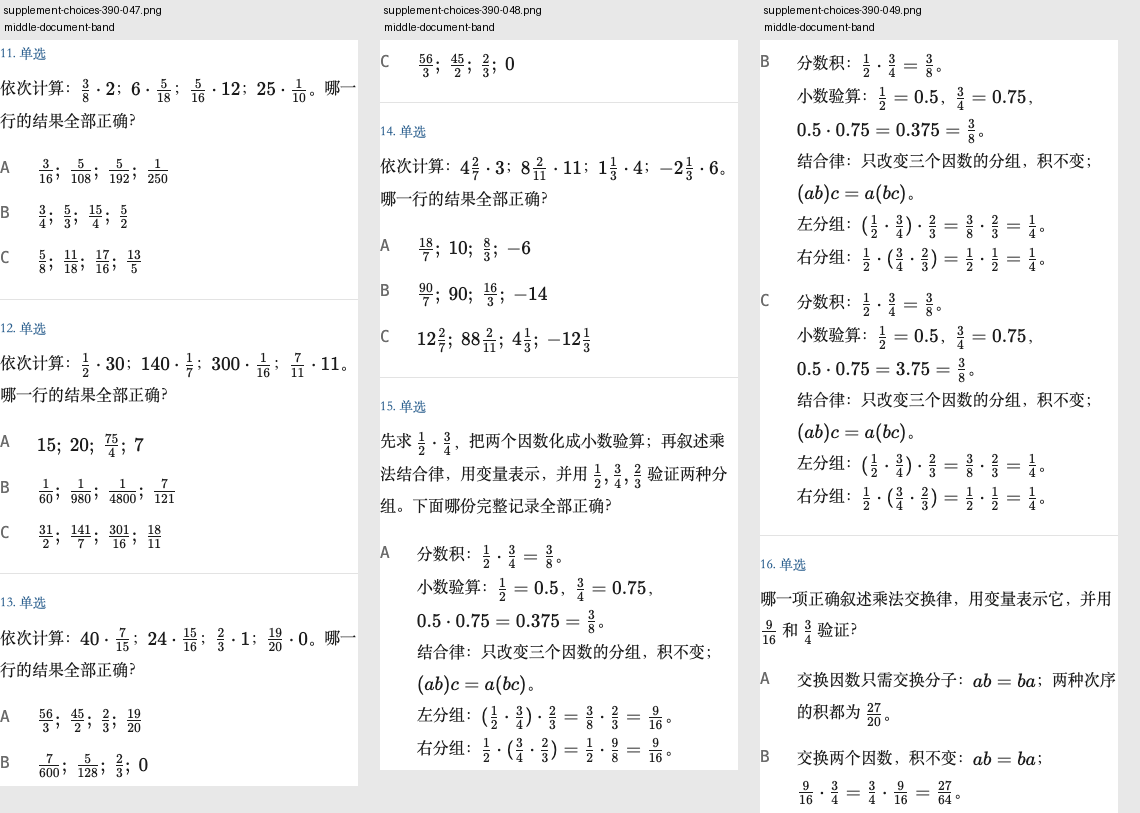 supplement-choices-390-047.png
middle-document-band
11. 单选
依次计算：3/8 · 2；6 · 5/18；5/16 · 12；25 · 1/10。哪一
行的结果全部正确？
A 3/16; 5/108; 5/192; 1/250
B 3/4; 5/3; 15/4; 5/2
C 5/8; 11/18; 17/16; 13/5
12. 单选
依次计算：1/2 · 30；140 · 1/7；300 · 1/16；7/11 · 11。
哪一行的结果全部正确？
A 15; 20; 75/4; 7
B 1/60; 1/980; 1/4800; 7/121
C 31/2; 141/7; 301/16; 18/11
13. 单选
依次计算：40 · 7/15；24 · 15/16；2/3 · 1；19/20 · 0。哪一
行的结果全部正确？
A 56/3; 45/2; 2/3; 19/20
B 7/600; 5/128; 2/3; 0
supplement-choices-390-048.png
middle-document-band
C 56/3; 45/2; 2/3; 0
14. 单选
依次计算：4 2/7 · 3；8 2/11 · 11；1 1/3 · 4；−2 1/3 · 6。
哪一行的结果全部正确？
A 18/7; 10; 8/3; −6
B 90/7; 90; 16/3; −14
C 12 2/7; 88 2/11; 4 1/3; −12 1/3
15. 单选
先求 1/2 · 3/4，把两个因数化成小数验算；再叙述乘
法结合律，用变量表示，并用 1/2, 3/4, 2/3 验证两种分
组。下面哪份完整记录全部正确？
A 分数积：1/2 · 3/4 = 3/8。
小数验算：1/2 = 0.5，3/4 = 0.75，
0.5 · 0.75 = 0.375 = 3/8。
结合律：只改变三个因数的分组，积不变；
(ab)c = a(bc)。
左分组：(1/2 · 3/4) · 2/3 = 3/8 · 2/3 = 9/16。
右分组：1/2 · (3/4 · 2/3) = 1/2 · 9/8 = 9/16。
supplement-choices-390-049.png
middle-document-band
B 分数积：1/2 · 3/4 = 3/8。
小数验算：1/2 = 0.5，3/4 = 0.75，
0.5 · 0.75 = 0.375 = 3/8。
结合律：只改变三个因数的分组，积不变；
(ab)c = a(bc)。
左分组：(1/2 · 3/4) · 2/3 = 3/8 · 2/3 = 1/4。
右分组：1/2 · (3/4 · 2/3) = 1/2 · 1/2 = 1/4。
C 分数积：1/2 · 3/4 = 3/8。
小数验算：1/2 = 0.5，3/4 = 0.75，
0.5 · 0.75 = 3.75 = 3/8。
结合律：只改变三个因数的分组，积不变；
(ab)c = a(bc)。
左分组：(1/2 · 3/4) · 2/3 = 3/8 · 2/3 = 1/4。
右分组：1/2 · (3/4 · 2/3) = 1/2 · 1/2 = 1/4。
16. 单选
哪一项正确叙述乘法交换律，用变量表示它，并用
9/16 和 3/4 验证？
A 交换因数只需交换分子：ab = ba；两种次序
的积都为 27/20。
B 交换两个因数，积不变：ab = ba；
9/16 · 3/4 = 3/4 · 9/16 = 27/64。